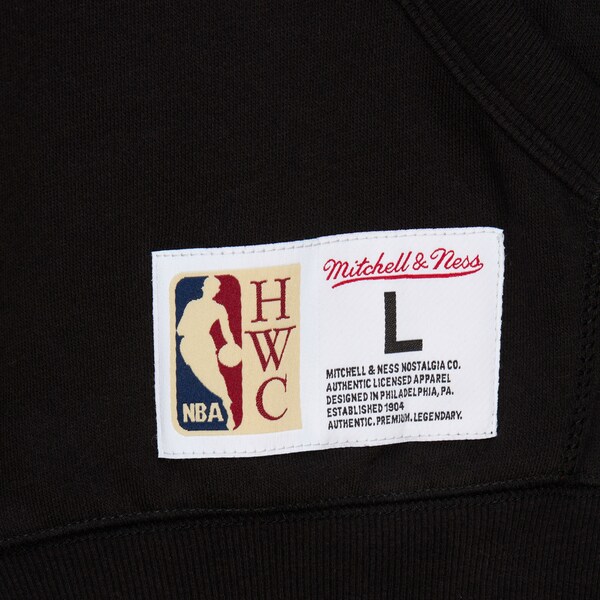 NBA
H
W
C
Mitchell & Ness
L
MITCHELL & NESS NOSTALGIA CO.
AUTHENTIC LICENSED APPAREL
DESIGNED IN PHILADELPHIA, PA.
ESTABLISHED 1904
AUTHENTIC. PREMIUM. LEGENDARY.